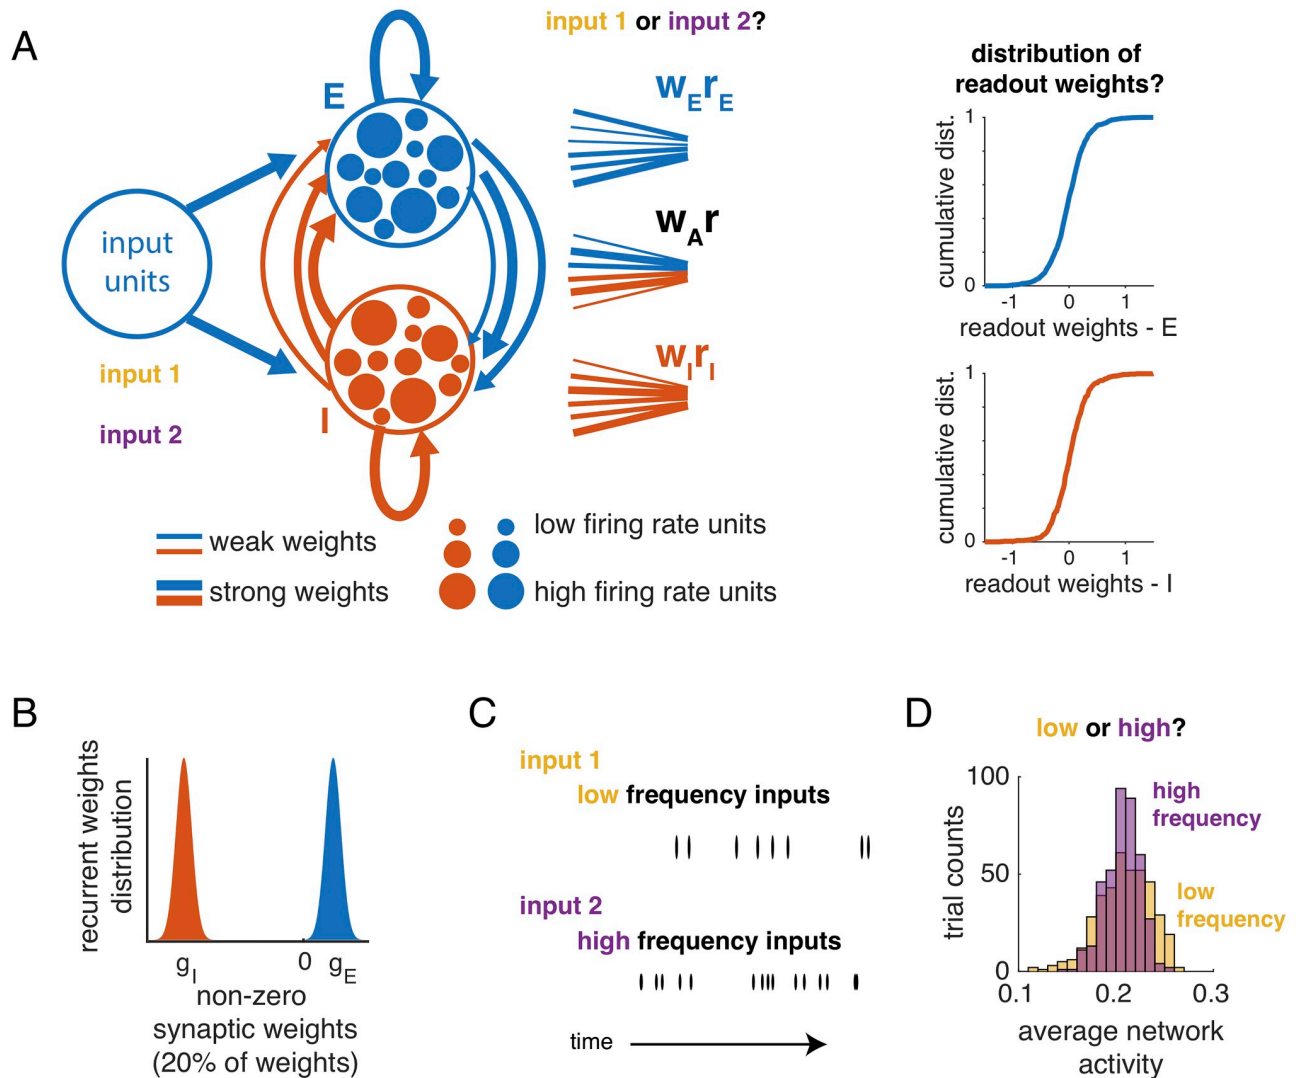 A
input 1 or input 2?
E
input
units
input 1
input 2
I
w_E r_E
w_A r
w_I r_I
weak weights
strong weights
low firing rate units
high firing rate units
distribution of
readout weights?
cumulative dist.
1
0
-1 0 1
readout weights - E
cumulative dist.
1
0
-1 0 1
readout weights - I
B
recurrent weights
distribution
g_I 0 g_E
non-zero
synaptic weights
(20% of weights)
C
input 1
low frequency inputs
input 2
high frequency inputs
time
D
low or high?
trial counts
100
50
0
high
frequency
low
frequency
0.1 0.2 0.3
average network
activity